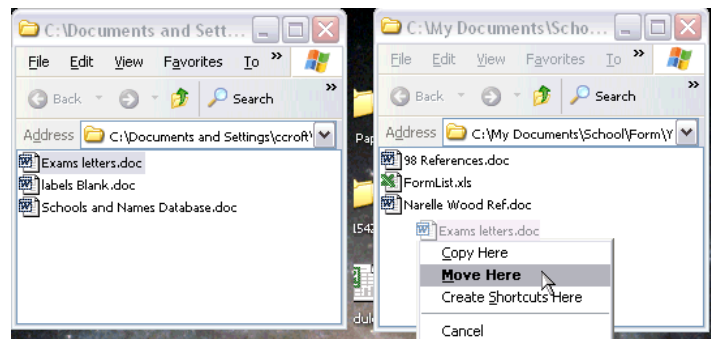 C:\Documents and Sett...
File Edit View Favorites To »
Back Search »
Address C:\Documents and Settings\ccroft\
Exams letters.doc
labels Blank.doc
Schools and Names Database.doc
Pap
1542
dule
C:\My Documents\Scho...
File Edit View Favorites To »
Back Search »
Address C:\My Documents\School\Form\Y
98 References.doc
FormList.xls
Narelle Wood Ref.doc
Exams letters.doc
Copy Here
Move Here
Create Shortcuts Here
Cancel